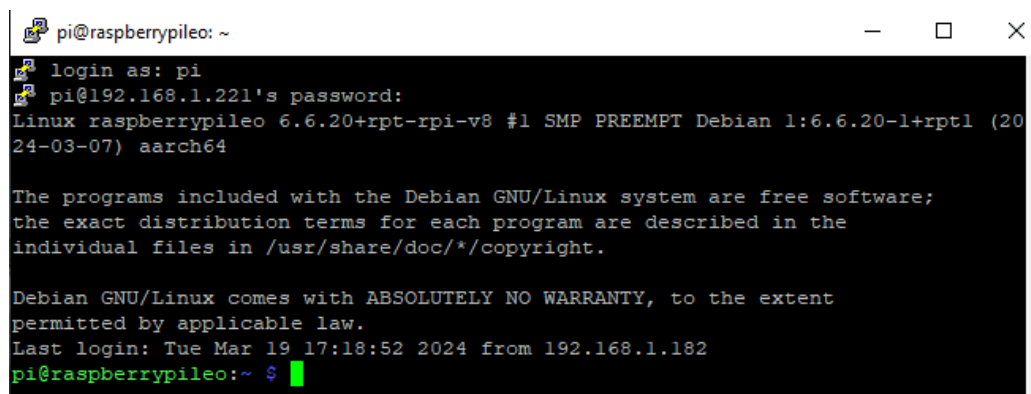 pi@raspberrypileo: ~
login as: pi
pi@192.168.1.221's password:
Linux raspberrypileo 6.6.20+rpt-rpi-v8 #1 SMP PREEMPT Debian 1:6.6.20-1+rpt1 (20
24-03-07) aarch64
The programs included with the Debian GNU/Linux system are free software;
the exact distribution terms for each program are described in the
individual files in /usr/share/doc/*/copyright.
Debian GNU/Linux comes with ABSOLUTELY NO WARRANTY, to the extent
permitted by applicable law.
Last login: Tue Mar 19 17:18:52 2024 from 192.168.1.182
pi@raspberrypileo:~ $